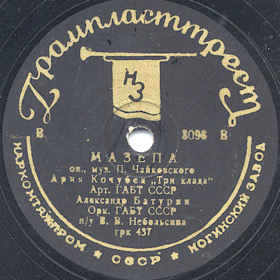 Грампласттрест
НЗ
В 8096 В
МАЗЕПА
оп., муз. П. Чайковского
Ария Кочубея „Три клада"
Арт. ГАБТ СССР
Александр Батурин
Орк. ГАБТ СССР
п/у В. В. Небольсина
грк 437
НАРКОМТЯЖПРОМ ★ СССР ★ НОГИНСКИЙ ЗАВОД